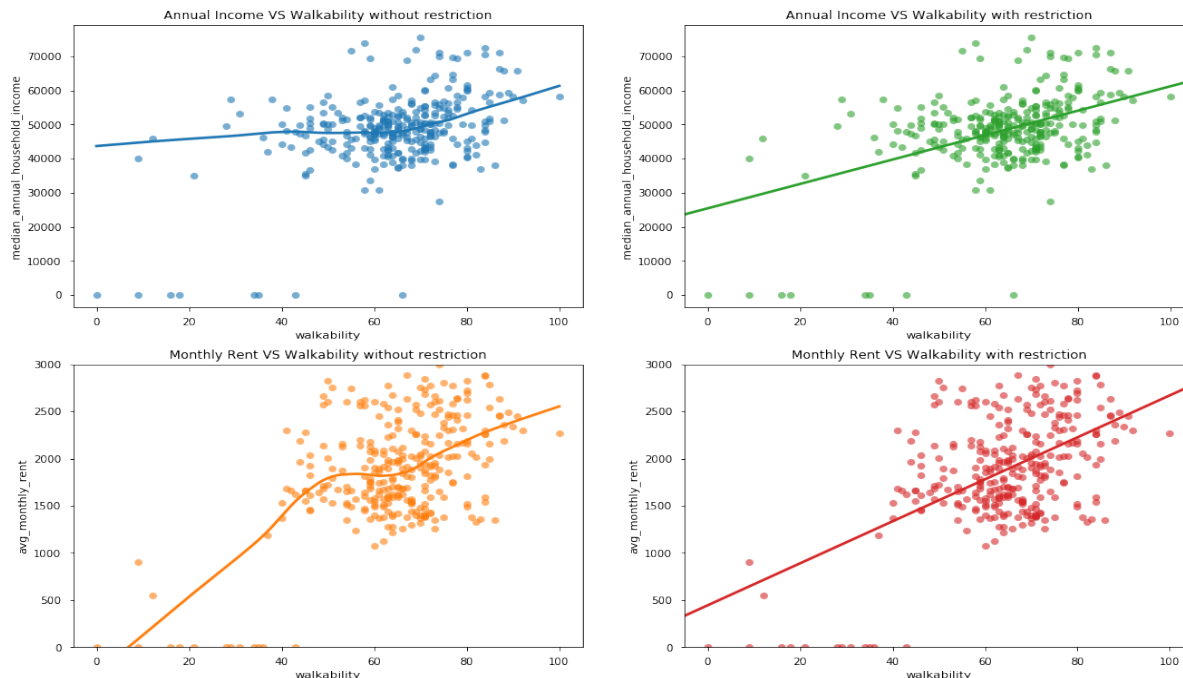 Annual Income VS Walkability without restriction
median_annual_household_income
70000
60000
50000
40000
30000
20000
10000
0
0 20 40 60 80 100
walkability
Annual Income VS Walkability with restriction
median_annual_household_income
70000
60000
50000
40000
30000
20000
10000
0
0 20 40 60 80 100
walkability
Monthly Rent VS Walkability without restriction
avg_monthly_rent
3000
2500
2000
1500
1000
500
0
0 20 40 60 80 100
walkability
Monthly Rent VS Walkability with restriction
avg_monthly_rent
3000
2500
2000
1500
1000
500
0
0 20 40 60 80 100
walkability